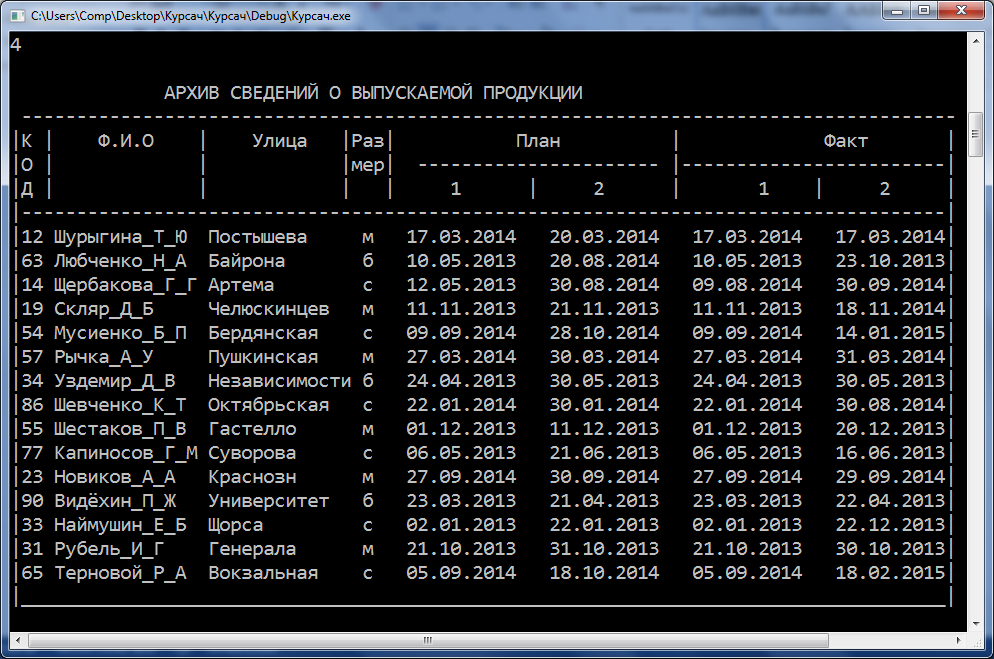 C:\Users\Comp\Desktop\Курсач\Курсач\Debug\Курсач.exe
4
АРХИВ СВЕДЕНИЙ О ВЫПУСКАЕМОЙ ПРОДУКЦИИ
|К | Ф.И.О | Улица |Раз| План | Факт |
|О | | |мер| ---------------------- |------------------------|
|Д | | | | 1 | 2 | 1 | 2 |
|12 Шурыгина_Т_Ю Постышева м 17.03.2014 20.03.2014 17.03.2014 17.03.2014|
|63 Любченко_Н_А Байрона б 10.05.2013 20.08.2014 10.05.2013 23.10.2013|
|14 Щербакова_Г_Г Артема с 12.05.2013 30.08.2014 09.08.2014 30.09.2014|
|19 Скляр_Д_Б Челюскинцев м 11.11.2013 21.11.2013 11.11.2013 18.11.2014|
|54 Мусиенко_Б_П Бердянская с 09.09.2014 28.10.2014 09.09.2014 14.01.2015|
|57 Рычка_А_У Пушкинская м 27.03.2014 30.03.2014 27.03.2014 31.03.2014|
|34 Уздемир_Д_В Независимости б 24.04.2013 30.05.2013 24.04.2013 30.05.2013|
|86 Шевченко_К_Т Октябрьская с 22.01.2014 30.01.2014 22.01.2014 30.08.2014|
|55 Шестаков_П_В Гастелло м 01.12.2013 11.12.2013 01.12.2013 20.12.2013|
|77 Капиносов_Г_М Суворова с 06.05.2013 21.06.2013 06.05.2013 16.06.2013|
|23 Новиков_А_А Краснозн м 27.09.2014 30.09.2014 27.09.2014 29.09.2014|
|90 Видёхин_П_Ж Университет б 23.03.2013 21.04.2013 23.03.2013 22.04.2013|
|33 Наймушин_Е_Б Щорса с 02.01.2013 22.01.2013 02.01.2013 22.12.2013|
|31 Рубель_И_Г Генерала м 21.10.2013 31.10.2013 21.10.2013 30.10.2013|
|65 Терновой_Р_А Вокзальная с 05.09.2014 18.10.2014 05.09.2014 18.02.2015|